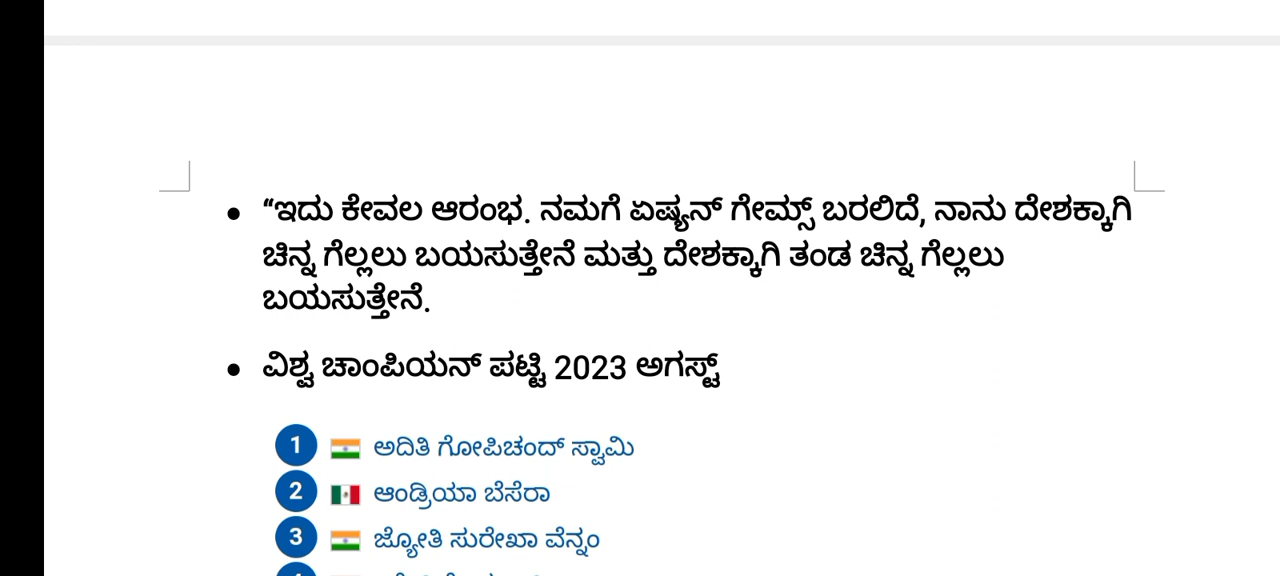 • “ಇದು ಕೇವಲ ಆರಂಭ. ನಮಗೆ ಏಷ್ಯನ್ ಗೇಮ್ಸ್ ಬರಲಿದೆ, ನಾನು ದೇಶಕ್ಕಾಗಿ
ಚಿನ್ನ ಗೆಲ್ಲಲು ಬಯಸುತ್ತೇನೆ ಮತ್ತು ದೇಶಕ್ಕಾಗಿ ತಂಡ ಚಿನ್ನ ಗೆಲ್ಲಲು
ಬಯಸುತ್ತೇನೆ.
• ವಿಶ್ವ ಚಾಂಪಿಯನ್ ಪಟ್ಟಿ 2023 ಅಗಸ್ಟ್
1 ಅದಿತಿ ಗೋಪಿಚಂದ್ ಸ್ವಾಮಿ
2 ಆಂಡ್ರಿಯಾ ಬೆಸೆರಾ
3 ಜ್ಯೋತಿ ಸುರೇಖಾ ವೆನ್ನಂ